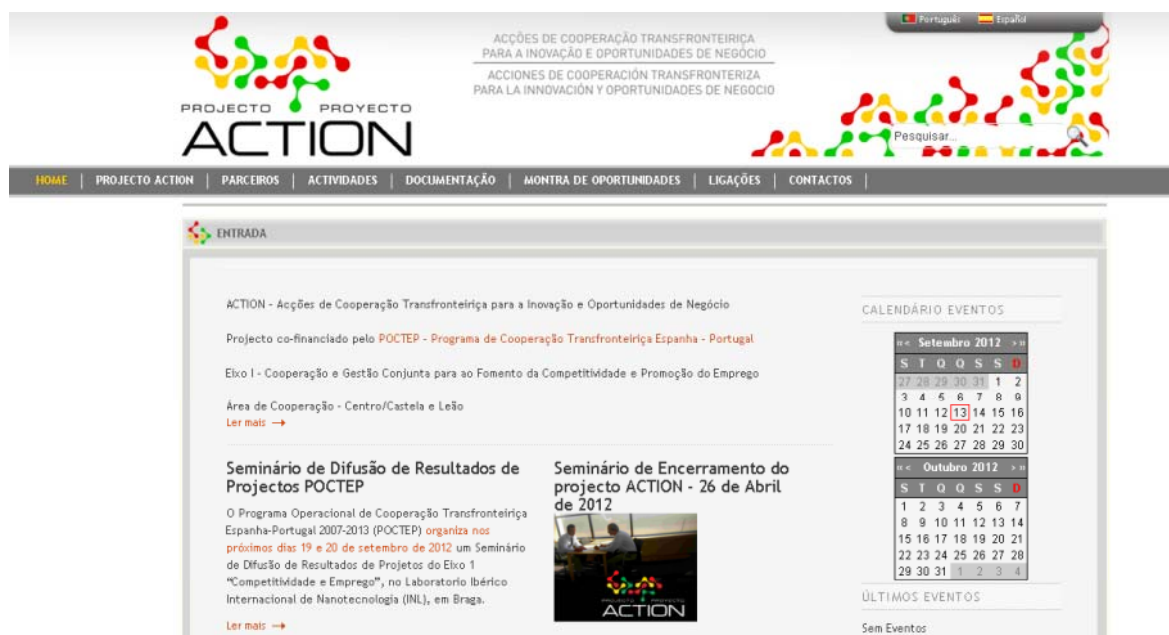 Português Español
PROJECTO PROYECTO
ACTION
ACÇÕES DE COOPERAÇÃO TRANSFRONTEIRIÇA
PARA A INOVAÇÃO E OPORTUNIDADES DE NEGÓCIO
ACCIONES DE COOPERACIÓN TRANSFRONTERIZA
PARA LA INNOVACIÓN Y OPORTUNIDADES DE NEGOCIO
Pesquisar...
HOME | PROJECTO ACTION | PARCEIROS | ACTIVIDADES | DOCUMENTAÇÃO | MONTRA DE OPORTUNIDADES | LIGAÇÕES | CONTACTOS |
ENTRADA
ACTION - Acções de Cooperação Transfronteiriça para a Inovação e Oportunidades de Negócio
Projecto co-financiado pelo POCTEP - Programa de Cooperação Transfronteiriça Espanha - Portugal
Eixo I - Cooperação e Gestão Conjunta para ao Fomento da Competitividade e Promoção do Emprego
Área de Cooperação - Centro/Castela e Leão
Ler mais →
Seminário de Difusão de Resultados de
Projectos POCTEP
O Programa Operacional de Cooperação Transfronteiriça
Espanha-Portugal 2007-2013 (POCTEP) organiza nos
próximos dias 19 e 20 de setembro de 2012 um Seminário
de Difusão de Resultados de Projetos do Eixo 1
"Competitividade e Emprego", no Laboratorio Ibérico
Internacional de Nanotecnologia (INL), em Braga.
Ler mais →
Seminário de Encerramento do
projecto ACTION - 26 de Abril
de 2012
PROJECTO PROYECTO
ACTION
CALENDÁRIO EVENTOS
«< Setembro 2012 >»
S T Q Q S S D
27 28 29 30 31 1 2
3 4 5 6 7 8 9
10 11 12 13 14 15 16
17 18 19 20 21 22 23
24 25 26 27 28 29 30
«< Outubro 2012 >»
S T Q Q S S D
1 2 3 4 5 6 7
8 9 10 11 12 13 14
15 16 17 18 19 20 21
22 23 24 25 26 27 28
29 30 31 1 2 3 4
ÚLTIMOS EVENTOS
Sem Eventos